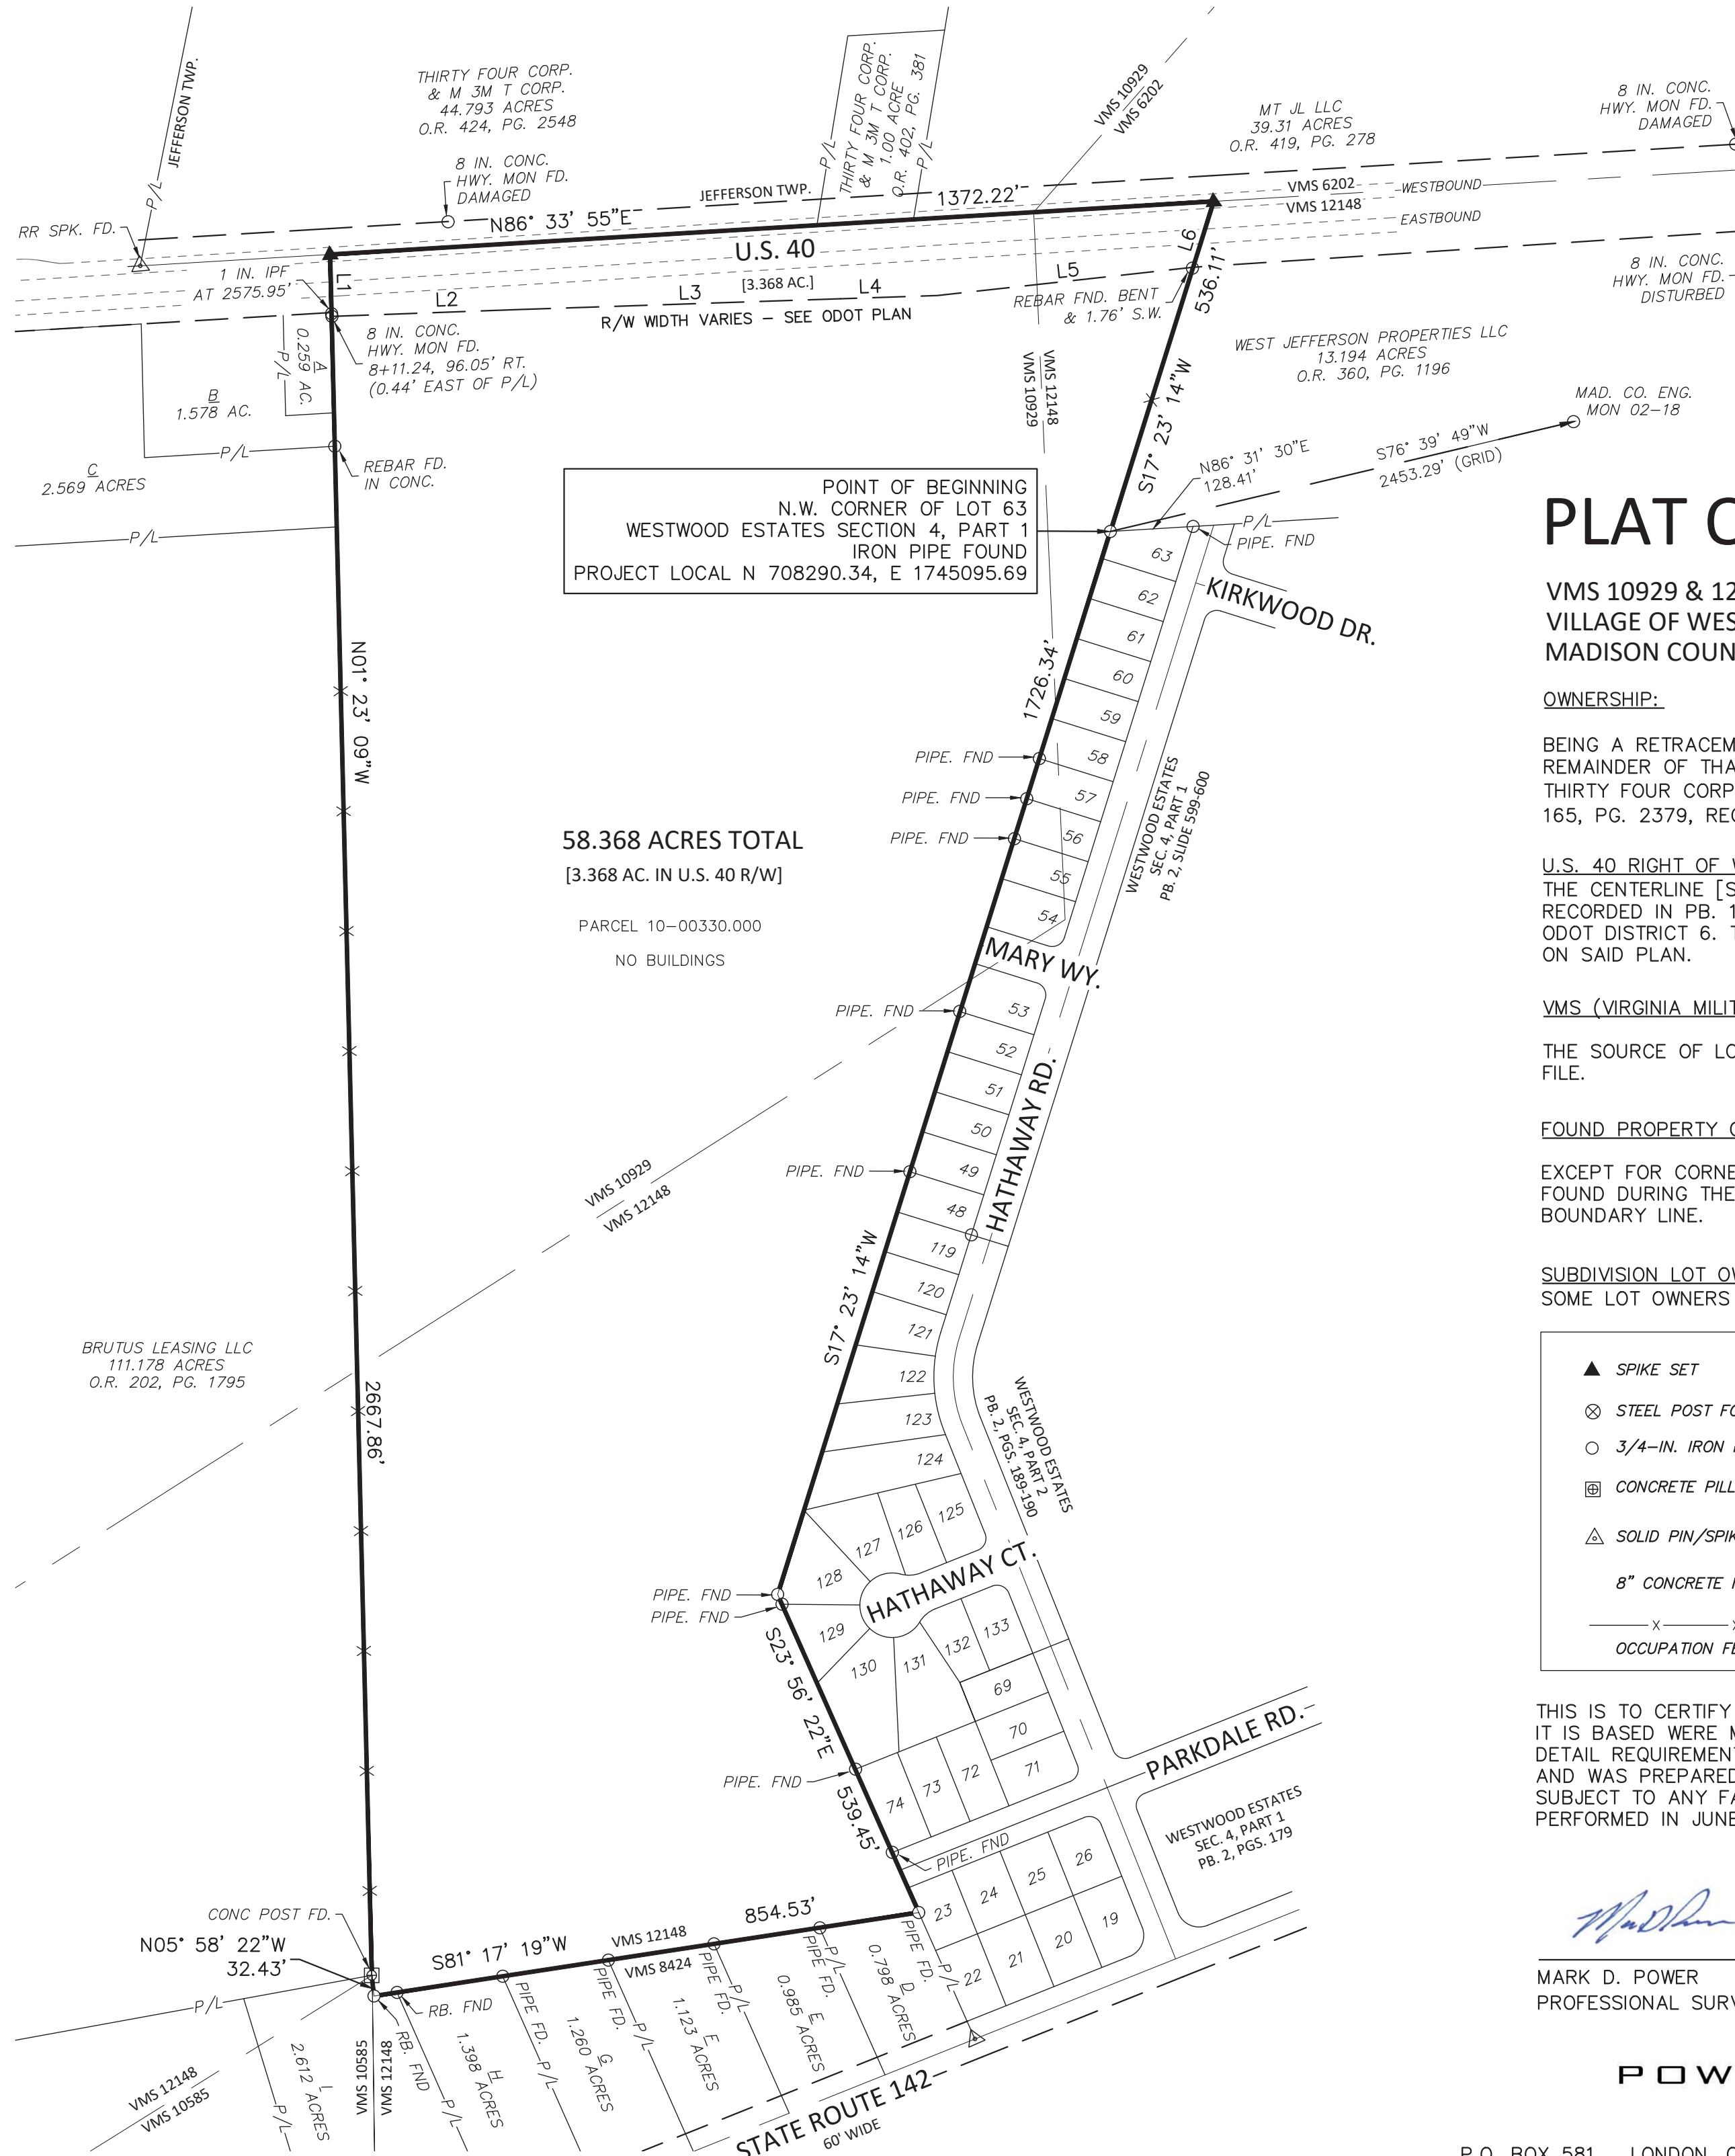 JEFFERSON TWP.
P/L
THIRTY FOUR CORP.
& M 3M T CORP.
44.793 ACRES
O.R. 424, PG. 2548
8 IN. CONC.
HWY. MON FD.
DAMAGED
THIRTY FOUR CORP.
& M 3M T CORP.
1.00 ACRE
O.R. 402, PG. 381
P/L
P/L
VMS 10929
VMS 6202
MT JL LLC
39.31 ACRES
O.R. 419, PG. 278
8 IN. CONC.
HWY. MON FD.
DAMAGED
RR SPK. FD.
N86° 33' 55"E
JEFFERSON TWP.
1372.22'
VMS 6202
VMS 12148
WESTBOUND
EASTBOUND
U.S. 40
[3.368 AC.]
1 IN. IPF
AT 2575.95'
L1
L2
L3
L4
L5
L6
R/W WIDTH VARIES – SEE ODOT PLAN
8 IN. CONC.
HWY. MON FD.
8+11.24, 96.05' RT.
(0.44' EAST OF P/L)
REBAR FND. BENT
& 1.76' S.W.
536.11'
8 IN. CONC.
HWY. MON FD.
DISTURBED
A
0.259 AC.
P/L
B
1.578 AC.
P/L
C
2.569 ACRES
P/L
REBAR FD.
IN CONC.
VMS 12148
VMS 10929
WEST JEFFERSON PROPERTIES LLC
13.194 ACRES
O.R. 360, PG. 1196
MAD. CO. ENG.
MON 02–18
S17° 23' 14"W
N86° 31' 30"E
128.41'
S76° 39' 49"W
2453.29' (GRID)
POINT OF BEGINNING
N.W. CORNER OF LOT 63
WESTWOOD ESTATES SECTION 4, PART 1
IRON PIPE FOUND
PROJECT LOCAL N 708290.34, E 1745095.69
P/L
PIPE. FND
KIRKWOOD DR.
63
62
61
60
59
58
57
56
55
54
1726.34'
N01° 23' 09"W
PIPE. FND
PIPE. FND
PIPE. FND
WESTWOOD ESTATES
SEC. 4, PART 1
PB. 2, SLIDE 599-600
58.368 ACRES TOTAL
[3.368 AC. IN U.S. 40 R/W]
PARCEL 10–00330.000
NO BUILDINGS
MARY WY.
PIPE. FND
53
52
51
50
49
48
HATHAWAY RD.
PIPE. FND
VMS 10929
VMS 12148
119
120
121
122
123
124
S17° 23' 14"W
BRUTUS LEASING LLC
111.178 ACRES
O.R. 202, PG. 1795
2667.86'
WESTWOOD ESTATES
SEC. 4, PART 2
PB. 2, PGS. 189-190
125
126
127
128
129
130
131
132
133
HATHAWAY CT.
PIPE. FND
PIPE. FND
S23° 56' 22"E
539.45'
69
70
71
72
73
74
PIPE. FND
PIPE. FND
PARKDALE RD.
WESTWOOD ESTATES
SEC. 4, PART 1
PB. 2, PGS. 179
23
24
25
26
22
21
20
19
CONC POST FD.
N05° 58' 22"W
32.43'
S81° 17' 19"W
VMS 12148
VMS 8424
854.53'
PIPE FD.
P/L
RB. FND
RB. FND
P/L
PIPE FD.
P/L
PIPE FD.
P/L
PIPE FD.
P/L
PIPE FD.
P/L
P/L
P/L
D
0.798 ACRES
E
0.985 ACRES
F
1.123 ACRES
G
1.260 ACRES
H
1.398 ACRES
I
2.612 ACRES
VMS 10585
VMS 12148
VMS 12148
VMS 10585
STATE ROUTE 142
60' WIDE
PLAT O
VMS 10929 & 12
VILLAGE OF WES
MADISON COUN
OWNERSHIP:
BEING A RETRACEM
REMAINDER OF THA
THIRTY FOUR CORP
165, PG. 2379, REC
U.S. 40 RIGHT OF W
THE CENTERLINE [S
RECORDED IN PB. 1
ODOT DISTRICT 6. T
ON SAID PLAN.
VMS (VIRGINIA MILIT
THE SOURCE OF LO
FILE.
FOUND PROPERTY C
EXCEPT FOR CORNE
FOUND DURING THE
BOUNDARY LINE.
SUBDIVISION LOT OW
SOME LOT OWNERS
SPIKE SET
STEEL POST FO
3/4–IN. IRON
CONCRETE PILL
SOLID PIN/SPIK
8" CONCRETE
X
OCCUPATION FE
THIS IS TO CERTIFY
IT IS BASED WERE M
DETAIL REQUIREMENT
AND WAS PREPARED
SUBJECT TO ANY FA
PERFORMED IN JUNE
MARK D. POWER
PROFESSIONAL SURV
POW
P.O. BOX 581 LONDON, O